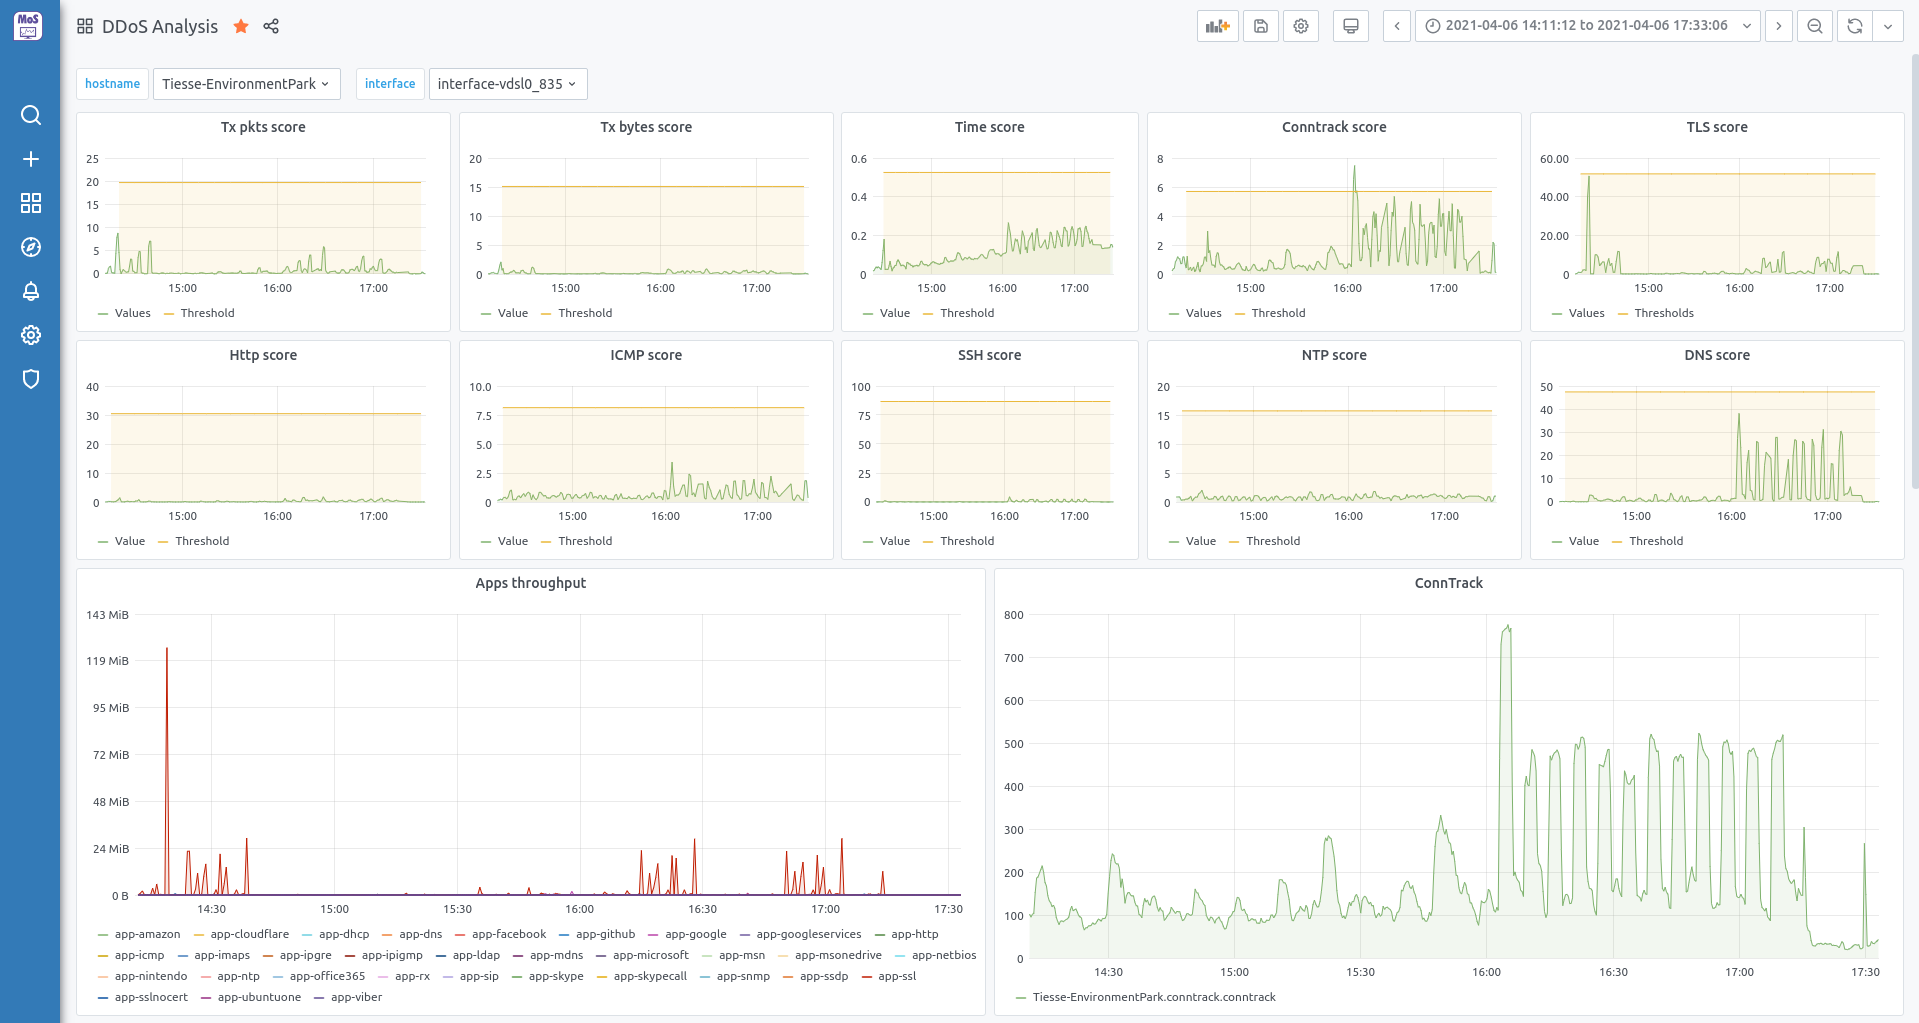 MoS
DDoS Analysis
2021-04-06 14:11:12 to 2021-04-06 17:33:06
hostname Tiesse-EnvironmentPark interface interface-vdsl0_835
Tx pkts score
25
20
15
10
5
0
15:00 16:00 17:00
Values Threshold
Tx bytes score
20
15
10
5
0
15:00 16:00 17:00
Value Threshold
Time score
0.6
0.4
0.2
0
15:00 16:00 17:00
Value Threshold
Conntrack score
8
6
4
2
0
15:00 16:00 17:00
Values Threshold
TLS score
60.00
40.00
20.00
0
15:00 16:00 17:00
Values Thresholds
Http score
40
30
20
10
0
15:00 16:00 17:00
Value Threshold
ICMP score
10.0
7.5
5.0
2.5
0
15:00 16:00 17:00
Value Threshold
SSH score
100
75
50
25
0
15:00 16:00 17:00
Value Threshold
NTP score
20
15
10
5
0
15:00 16:00 17:00
Value Threshold
DNS score
50
40
30
20
10
0
15:00 16:00 17:00
Value Threshold
Apps throughput
143 MiB
119 MiB
95 MiB
72 MiB
48 MiB
24 MiB
0 B
14:30 15:00 15:30 16:00 16:30 17:00 17:30
app-amazon app-cloudflare app-dhcp app-dns app-facebook app-github app-google app-googleservices app-http
app-icmp app-imaps app-ipgre app-ipigmp app-ldap app-mdns app-microsoft app-msn app-msonedrive app-netbios
app-nintendo app-ntp app-office365 app-rx app-sip app-skype app-skypecall app-snmp app-ssdp app-ssl
app-sslnocert app-ubuntuone app-viber
ConnTrack
800
700
600
500
400
300
200
100
0
14:30 15:00 15:30 16:00 16:30 17:00 17:30
Tiesse-EnvironmentPark.conntrack.conntrack